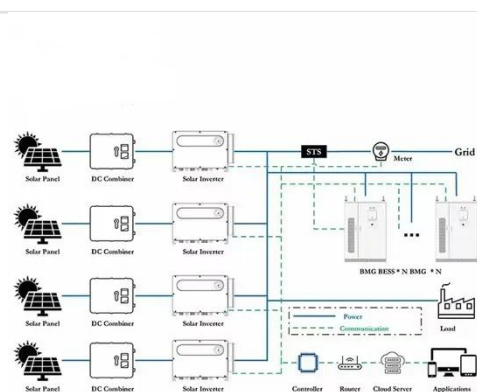 STS
Meter
Grid
Solar Panel
DC Combiner
Solar Inverter
Solar Panel
DC Combiner
Solar Inverter
BMG BESS * N BMG * N
Solar Panel
DC Combiner
Solar Inverter
Power
Communication
Load
Solar Panel
DC Combiner
Solar Inverter
Controller
Router
Cloud Server
Applications